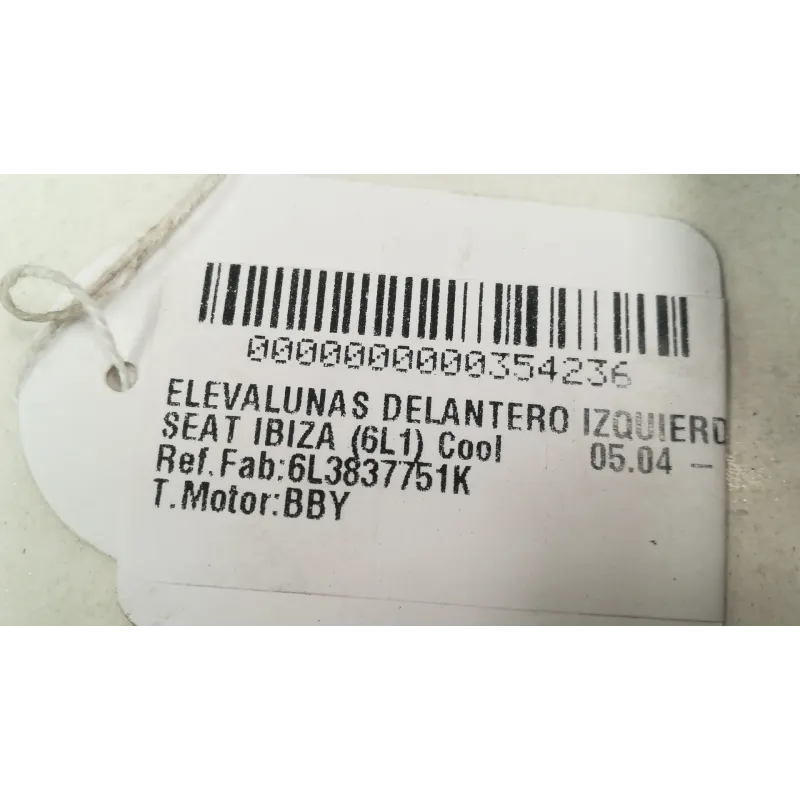 0000000000354236
ELEVALUNAS DELANTERO IZQUIERD
SEAT IBIZA (6L1) Cool 05.04 -
Ref.Fab:6L3837751K
T.Motor:BBY